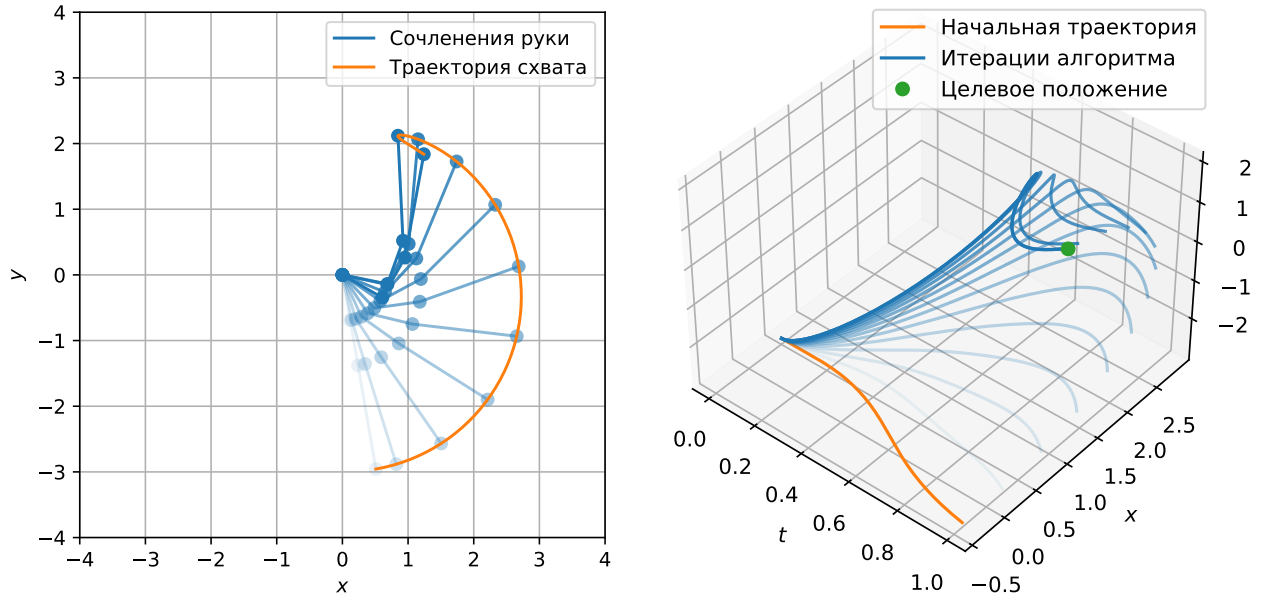 Сочленения руки
Траектория схвата
4
3
2
1
0
−1
−2
−3
−4
y
−4 −3 −2 −1 0 1 2 3 4
x
Начальная траектория
Итерации алгоритма
Целевое положение
2
1
0
−1
−2
0.0
0.2
0.4
0.6
0.8
1.0
t
−0.5
0.0
0.5
1.0
1.5
2.0
2.5
x